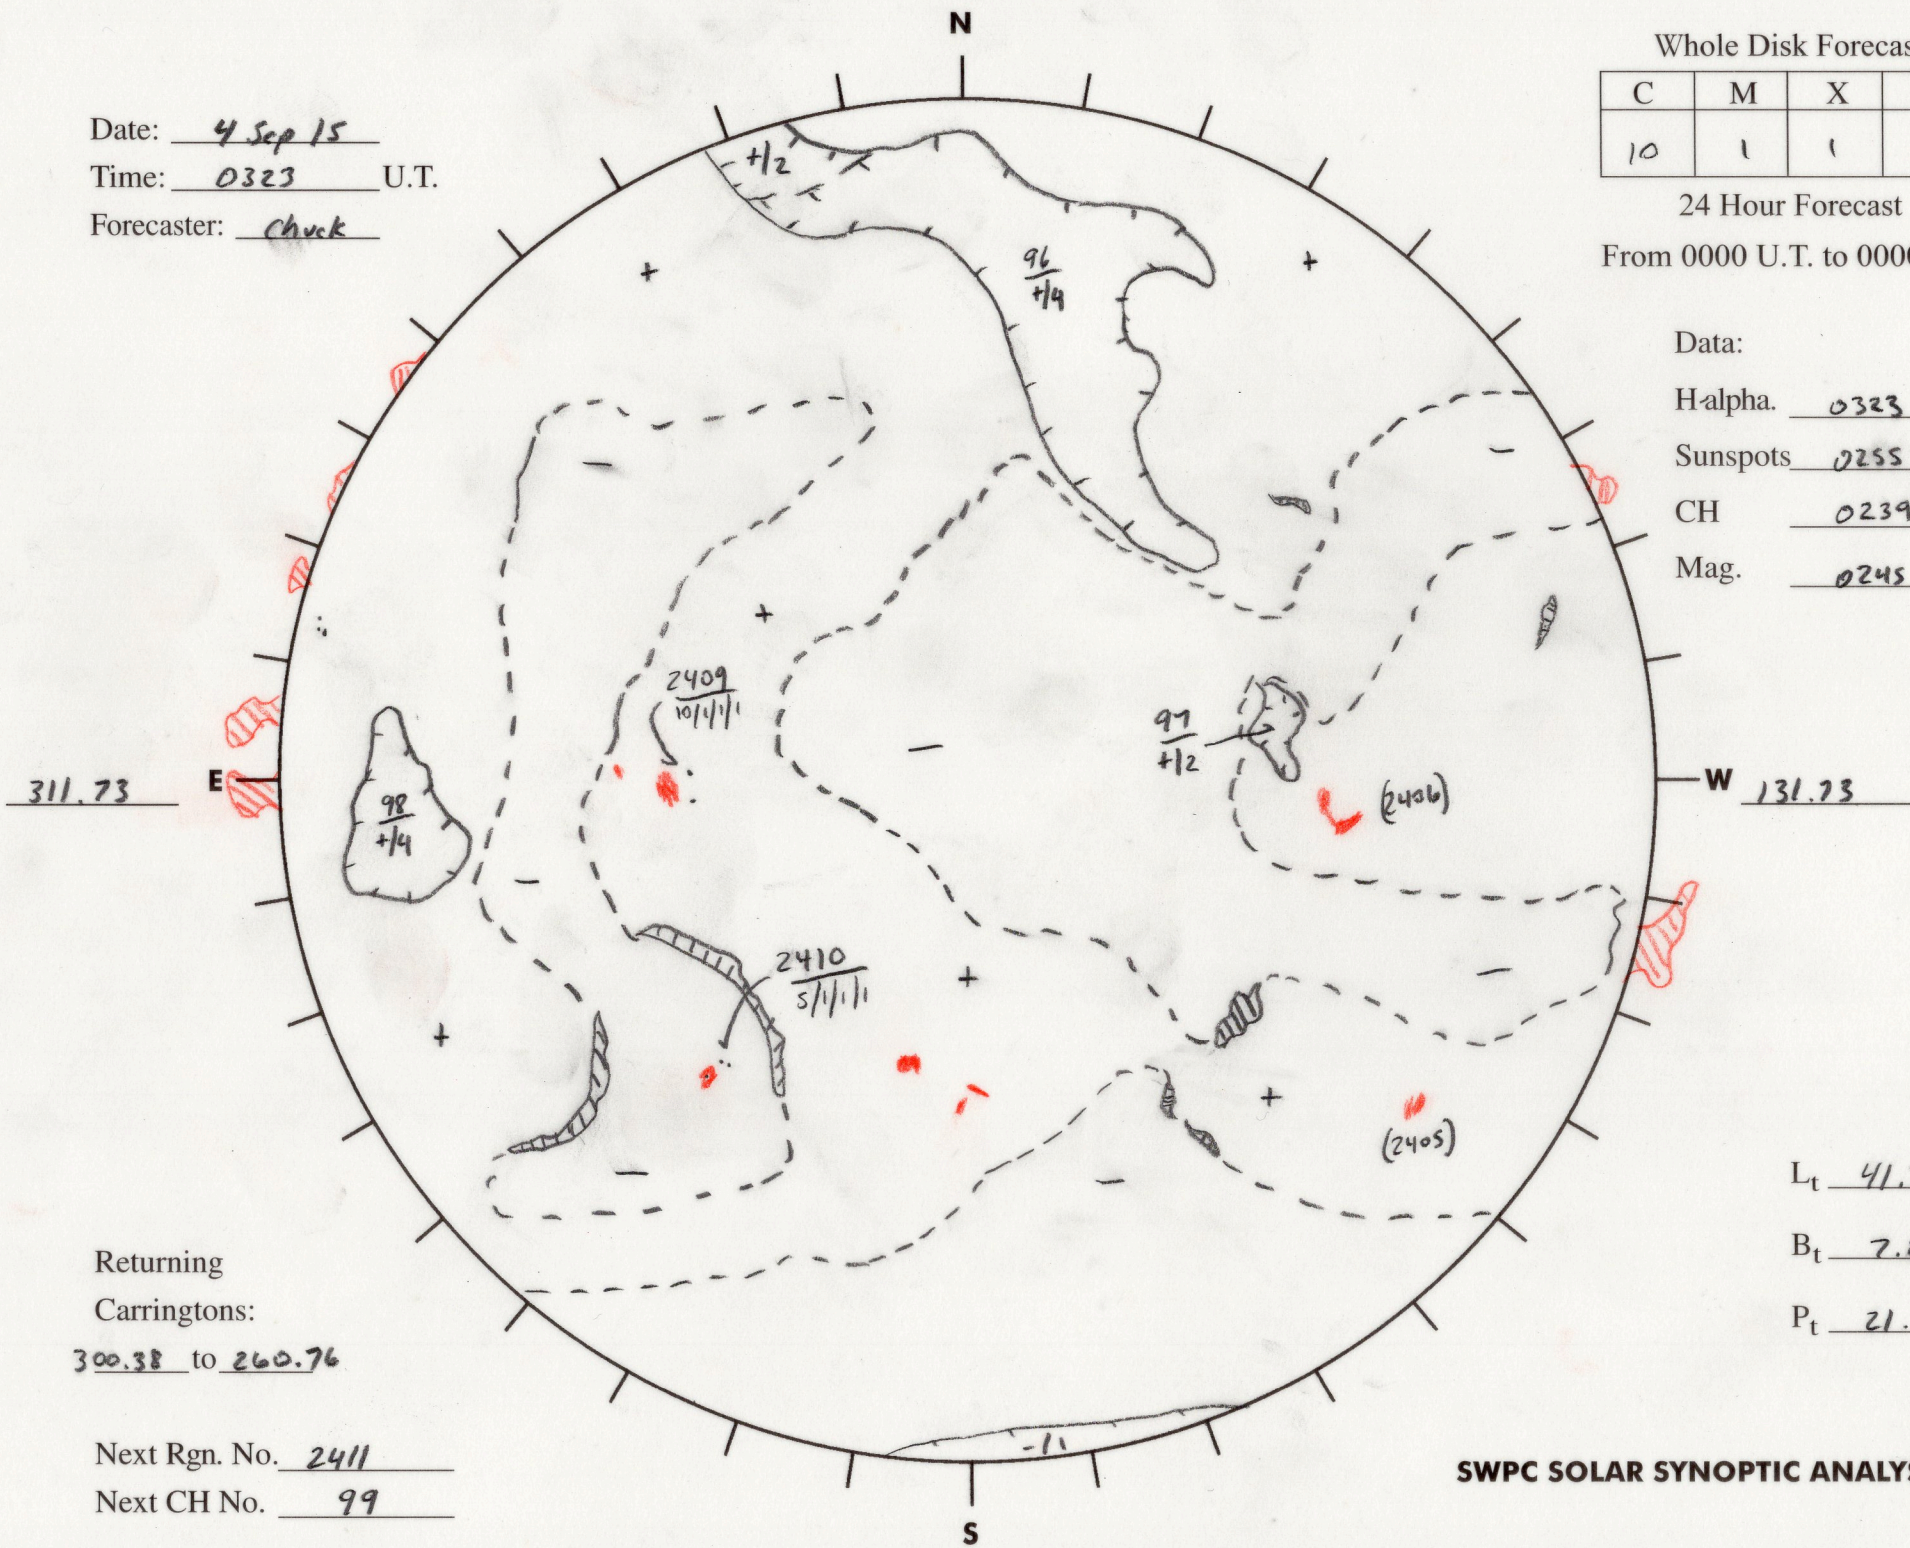 N
Whole Disk Forecas
C M X
10 1 1
24 Hour Forecast
From 0000 U.T. to 000
Date: 4 Sep 15
Time: 0323 U.T.
Forecaster: Chuck
+/2
96
+/4
+
+
Data:
H-alpha. 0323
Sunspots 0255
CH 0239
Mag. 0245
-
-
+
2409
10/1/1/1
97
+/2
-
311.73 E
W 131.73
98
+/4
(2406)
-
2410
5/1/1/1
+
-
+
+
(2405)
-
-
Lt 41.
Bt 7.
Pt 21.
Returning
Carringtons:
300.38 to 260.76
Next Rgn. No. 2411
Next CH No. 99
-/1
SWPC SOLAR SYNOPTIC ANALY
S